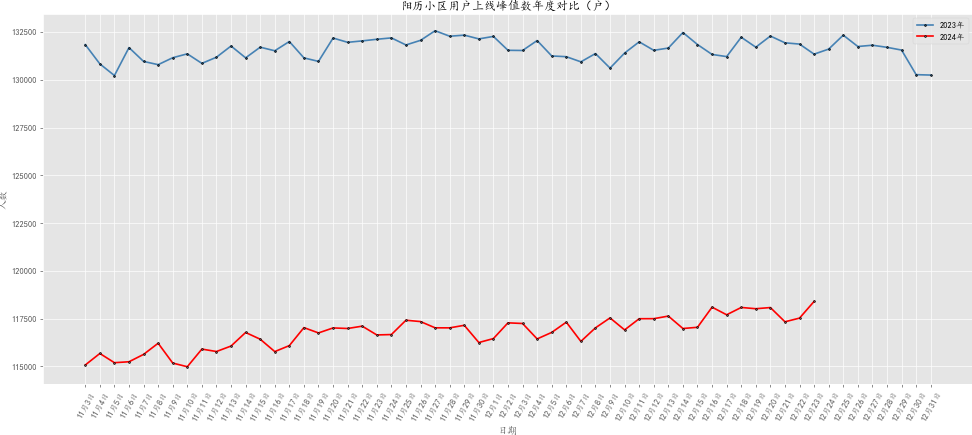 阳历小区用户上线峰值数年度对比（户）
2023年
2024年
132500
130000
127500
125000
122500
120000
117500
115000
人数
11月3日
11月4日
11月5日
11月6日
11月7日
11月8日
11月9日
11月10日
11月11日
11月12日
11月13日
11月14日
11月15日
11月16日
11月17日
11月18日
11月19日
11月20日
11月21日
11月22日
11月23日
11月24日
11月25日
11月26日
11月27日
11月28日
11月29日
11月30日
12月1日
12月2日
12月3日
12月4日
12月5日
12月6日
12月7日
12月8日
12月9日
12月10日
12月11日
12月12日
12月13日
12月14日
12月15日
12月16日
12月17日
12月18日
12月19日
12月20日
12月21日
12月22日
12月23日
12月24日
12月25日
12月26日
12月27日
12月28日
12月29日
12月30日
12月31日
日期